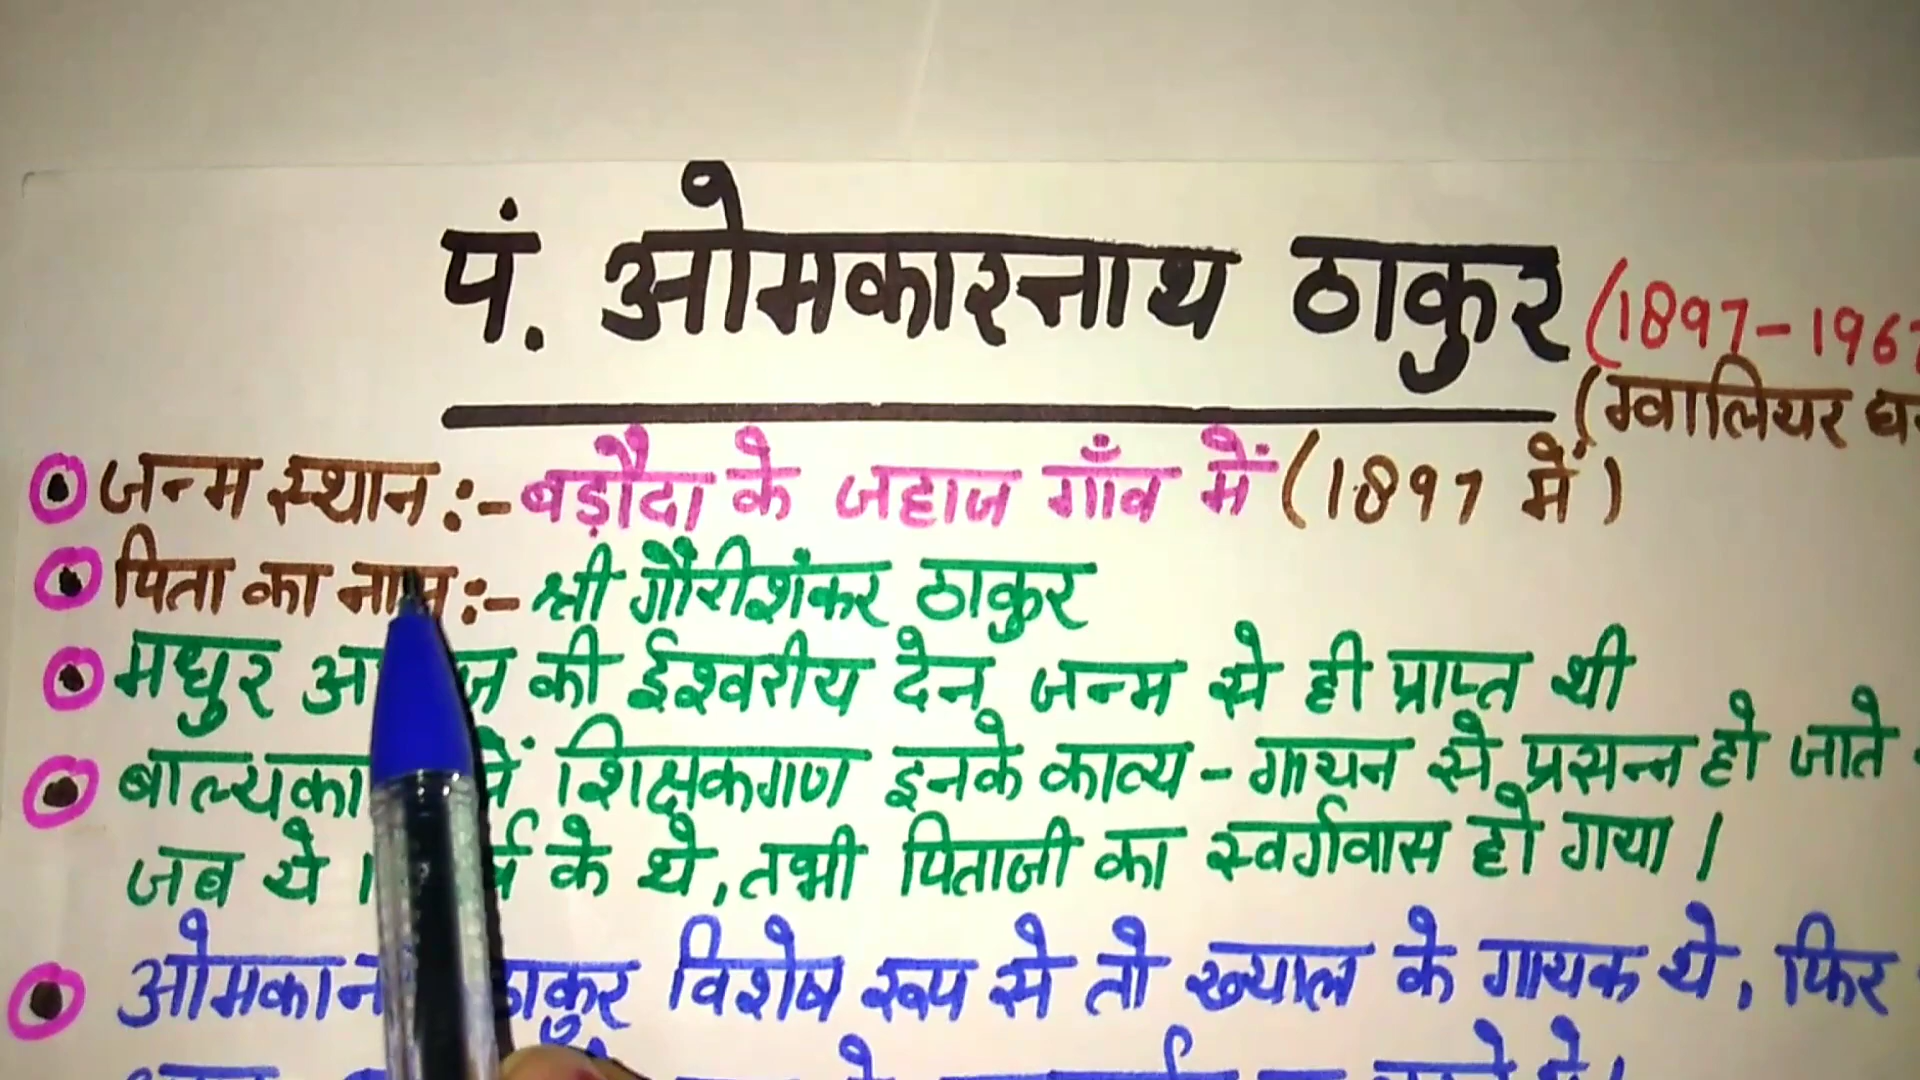 पं. ओमकारनाथ ठाकुर (1897-196
(ग्वालियर
जन्म स्थान :- बड़ौदा के जहाज गाँव में (1897 में)
पिता का नाम :- श्री गौरीशंकर ठाकुर
मधुर की ईश्वरीय देन जन्म से ही प्राप्त थी
शिक्षकगण इनके काव्य-गायन से प्रसन्न हो जाते
जब ये के थे, तभी पिताजी का स्वर्गवास हो गया।
ठाकुर विशेष रूप से तो ख्याल के गायक थे, फिर